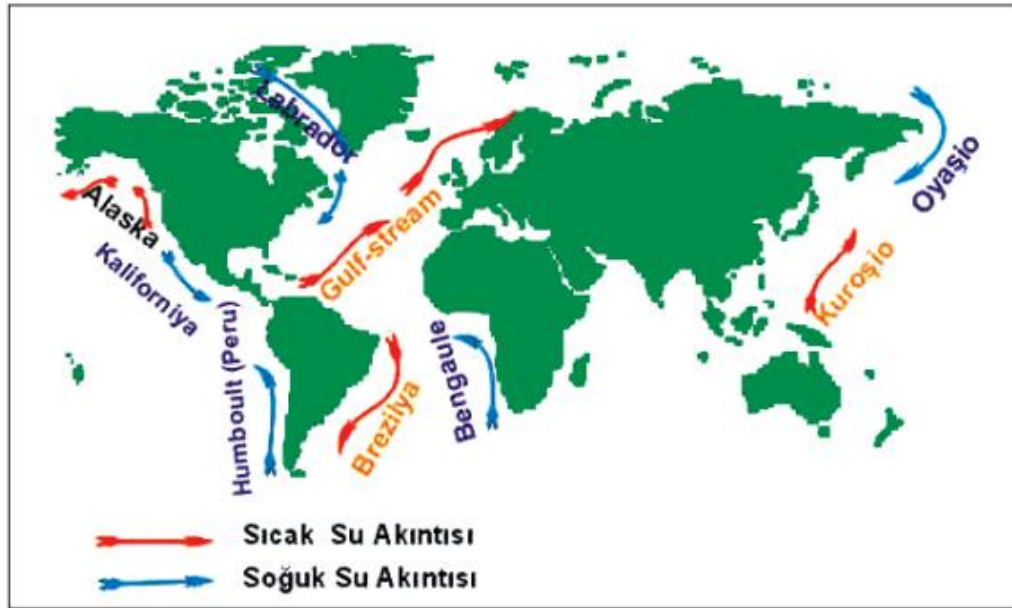 Labrador
Alaska
Kaliforniya
Humboult (Peru)
Gulf-stream
Brezilya
Bengaule
Oyaşio
Kuroşio
Sıcak Su Akıntısı
Soğuk Su Akıntısı